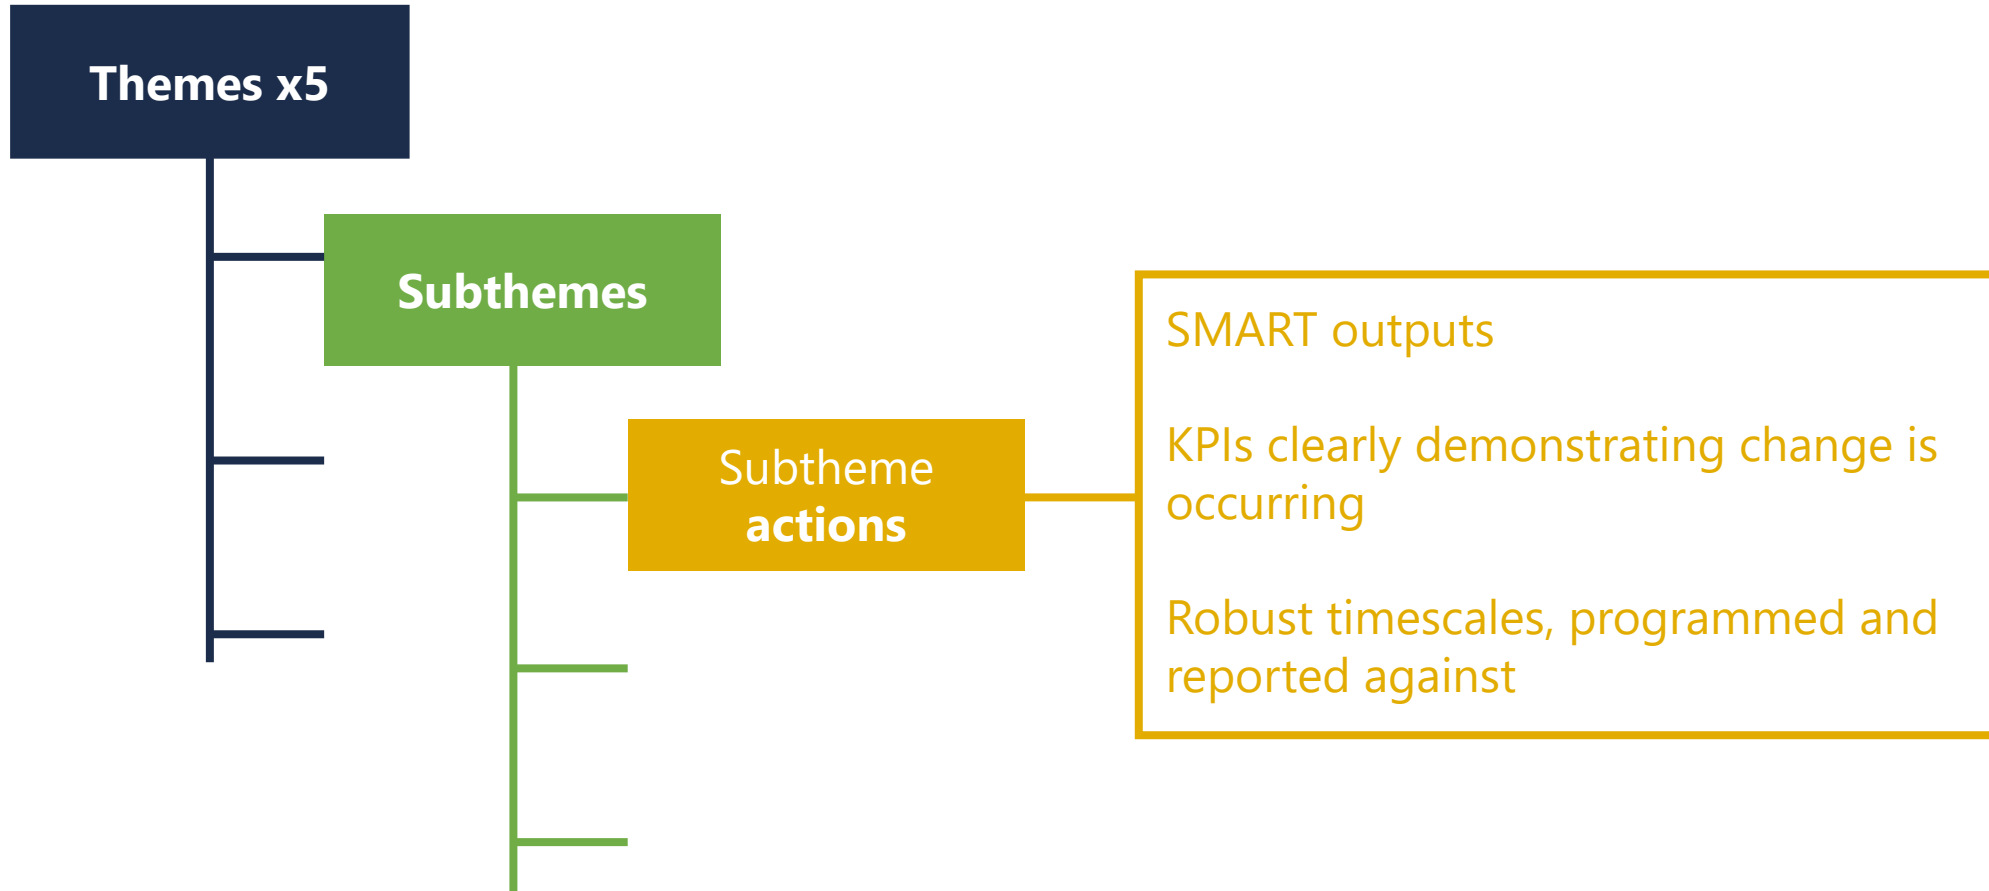 Themes x5
Subthemes
Subtheme
actions
SMART outputs
KPIs clearly demonstrating change is
occurring
Robust timescales, programmed and
reported against